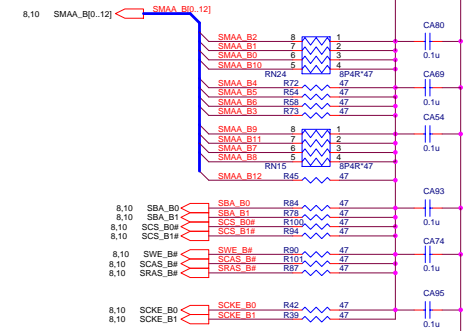 8,10 SMAA_B[0..12] SMAA_B[0..12]
CA80
SMAA_B2 8 1
SMAA_B1 7 2
SMAA_B0 6 3
SMAA_B10 5 4
0.1u
RN24 8P4R*47
SMAA_B4 R72 47
SMAA_B5 R54 47
SMAA_B6 R58 47
SMAA_B3 R73 47
CA69
0.1u
CA54
SMAA_B9 8 1
SMAA_B11 7 2
SMAA_B7 6 3
SMAA_B8 5 4
0.1u
RN15 8P4R*47
SMAA_B12 R45 47
CA93
8,10 SBA_B0 SBA_B0 R84 47
8,10 SBA_B1 SBA_B1 R78 47
8,10 SCS_B0# SCS_B0# R100 47
8,10 SCS_B1# SCS_B1# R94 47
0.1u
CA74
8,10 SWE_B# SWE_B# R90 47
8,10 SCAS_B# SCAS_B# R101 47
8,10 SRAS_B# SRAS_B# R87 47
0.1u
CA95
8,10 SCKE_B0 SCKE_B0 R42 47
8,10 SCKE_B1 SCKE_B1 R39 47
0.1u